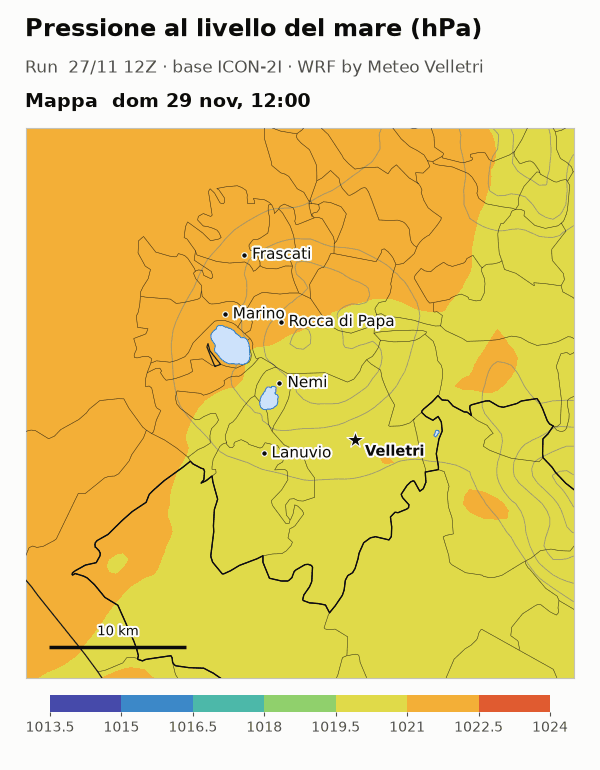 Pressione al livello del mare (hPa)
Run  27/11 12Z · base ICON-2I · WRF by Meteo Velletri
Mappa  dom 29 nov, 12:00
Frascati
Marino
Rocca di Papa
Nemi
Velletri
Lanuvio
10 km
1013.5 1015 1016.5 1018 1019.5 1021 1022.5 1024